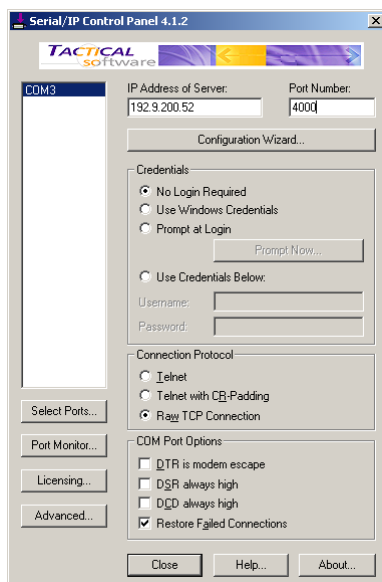 Serial/IP Control Panel 4.1.2
TACTICAL
software
COM3
IP Address of Server: Port Number:
192.9.200.52 4000
Configuration Wizard...
Credentials
No Login Required
Use Windows Credentials
Prompt at Login
Prompt Now...
Use Credentials Below:
Username:
Password:
Connection Protocol
Telnet
Telnet with CR-Padding
Raw TCP Connection
Select Ports...
Port Monitor...
Licensing...
Advanced...
COM Port Options
DTR is modem escape
DSR always high
DCD always high
Restore Failed Connections
Close Help... About...